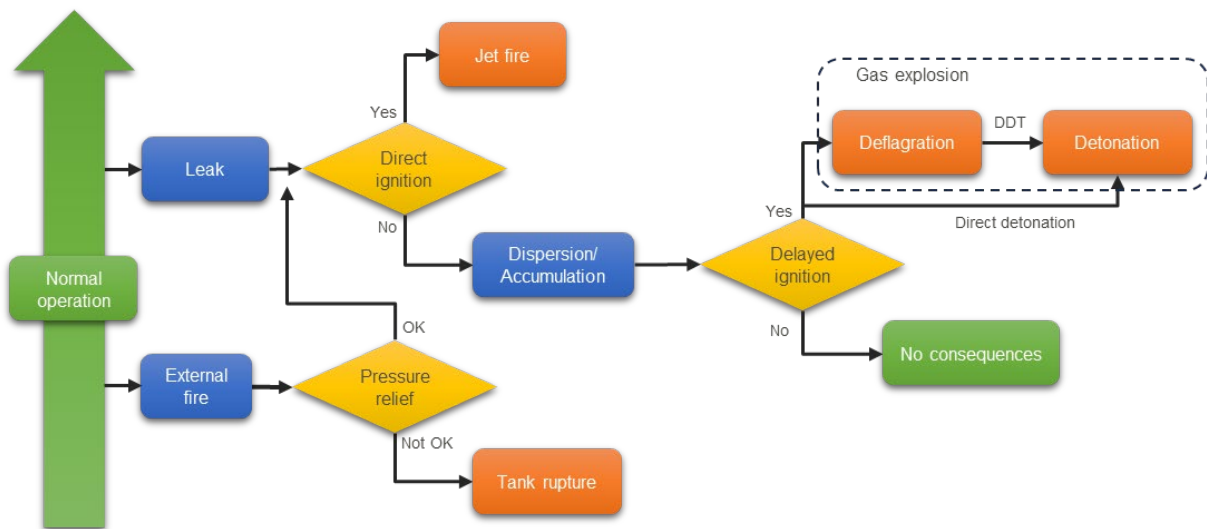 Jet fire
Gas explosion
Yes
DDT
Deflagration
Detonation
Leak
Direct
ignition
Yes
Direct detonation
No
Dispersion/
Accumulation
Delayed
ignition
Normal
operation
OK
No
No consequences
External
fire
Pressure
relief
Not OK
Tank rupture